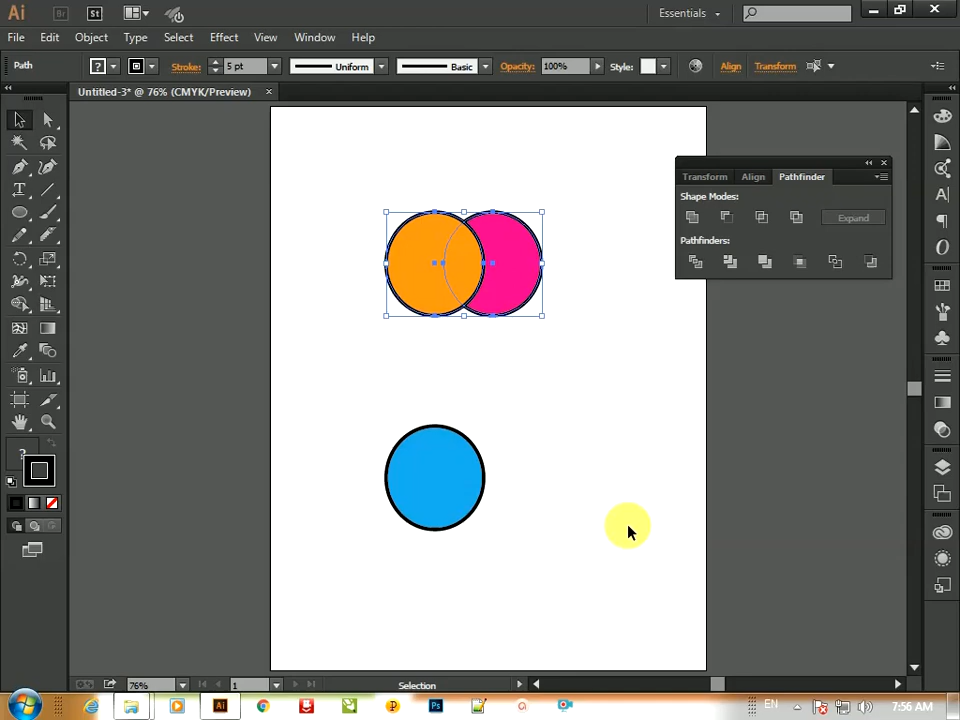 Ai Br St Essentials
File Edit Object Type Select Effect View Window Help
Path ? Stroke: 5 pt Uniform Basic Opacity: 100% Style: Align Transform
Untitled-3* @ 76% (CMYK/Preview) ×
Transform Align Pathfinder
Shape Modes:
Expand
Pathfinders:
?
76% 1 Selection
Ai Ps EN 7:56 AM